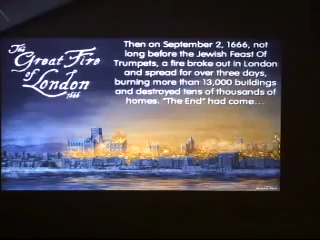 The
Great Fire
of
London
1666
Then on September 2, 1666, not
long before the Jewish Feast Of
Trumpets, a fire broke out in London
and spread for over three days,
burning more than 13,000 buildings
and destroyed tens of thousands of
homes. "The End" had come...